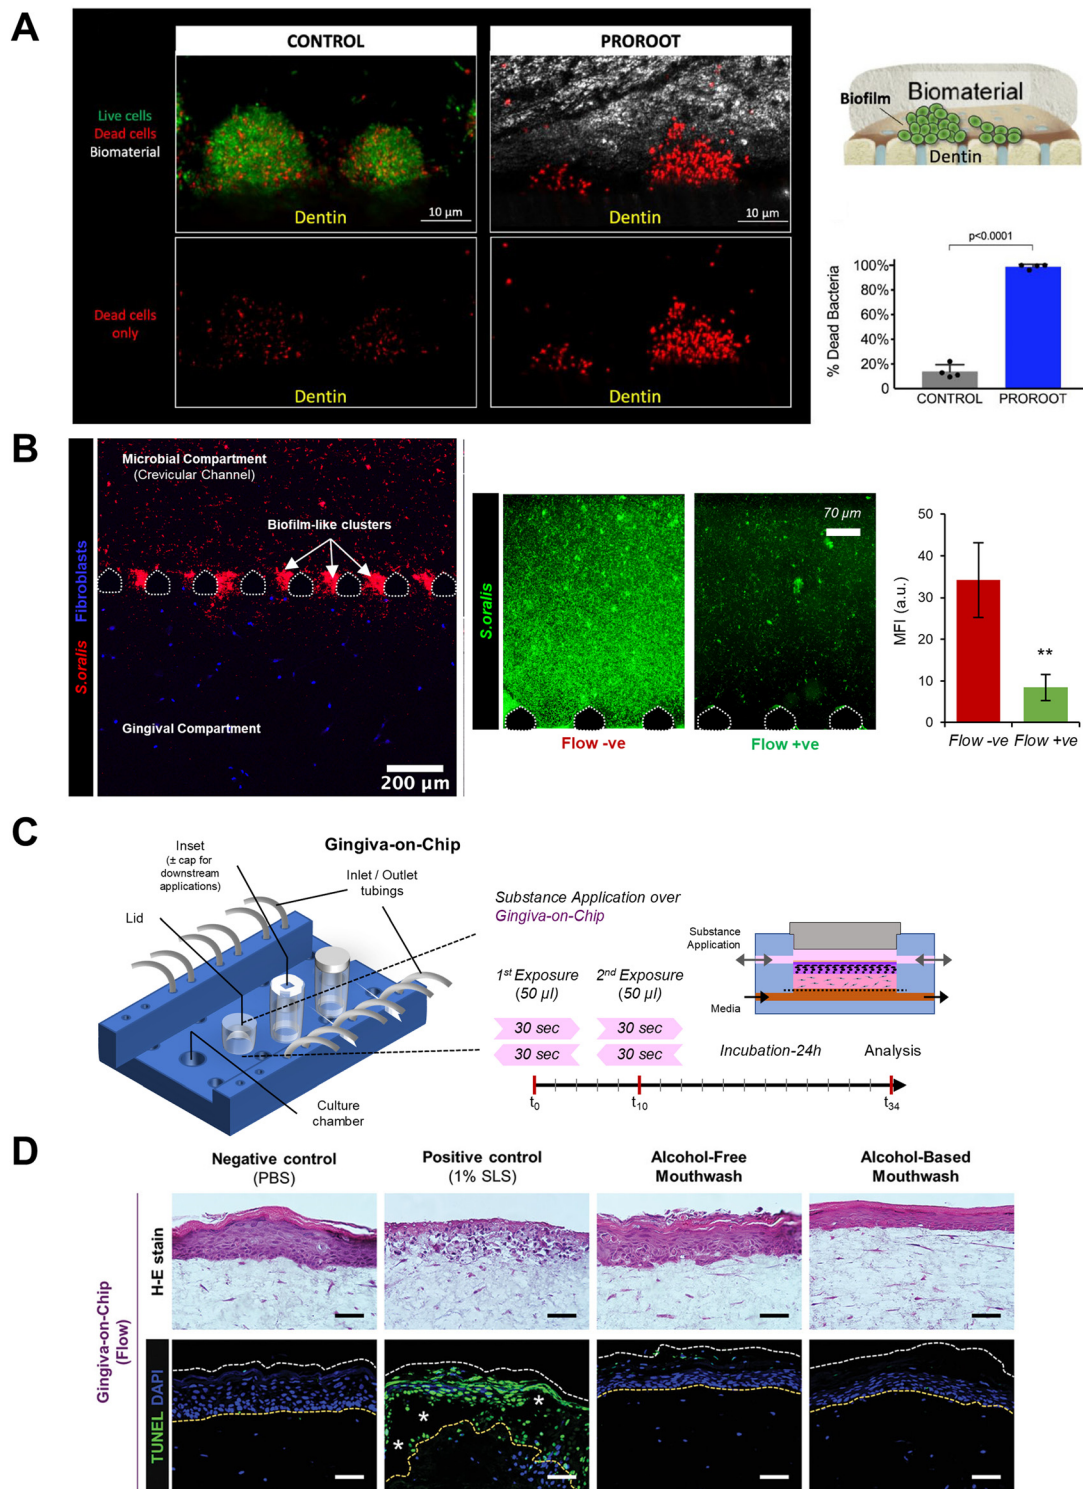 A
CONTROL
PROROOT
Live cells
Dead cells
Biomaterial
Dentin
10 µm
Dentin
10 µm
Dead cells
only
Dentin
Dentin
Biomaterial
Biofilm
Dentin
p<0.0001
% Dead Bacteria
100%
80%
60%
40%
20%
0
CONTROL
PROROOT
B
S.oralis Fibroblasts
Microbial Compartment
(Crevicular Channel)
Biofilm-like clusters
Gingival Compartment
200 µm
S.oralis
70 µm
Flow -ve
Flow +ve
MFI (a.u.)
50
40
30
20
10
0
**
Flow -ve
Flow +ve
C
Gingiva-on-Chip
Inset
(± cap for
downstream
applications)
Lid
Inlet / Outlet
tubings
Culture
chamber
Substance Application over
Gingiva-on-Chip
1st Exposure
(50 µl)
2nd Exposure
(50 µl)
30 sec
30 sec
30 sec
30 sec
Substance
Application
Media
Incubation-24h
Analysis
t0
t10
t34
D
Negative control
(PBS)
Positive control
(1% SLS)
Alcohol-Free
Mouthwash
Alcohol-Based
Mouthwash
Gingiva-on-Chip
(Flow)
H-E stain
TUNEL DAPI
*
*
*